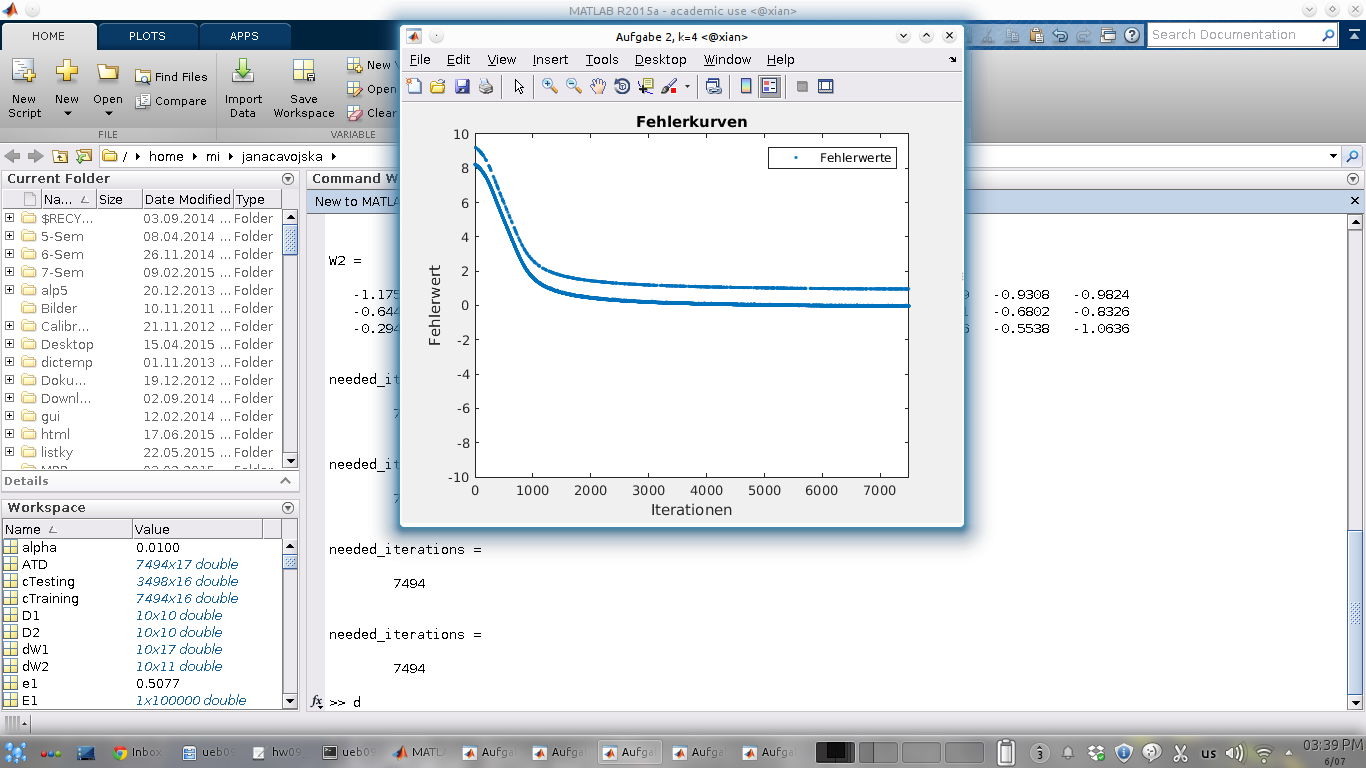 MATLAB R2015a - academic use <@xian>
HOME PLOTS APPS
Search Documentation
New Script
New
Open
Find Files
Compare
Import Data
Save Workspace
New
Open
Clear
FILE
VARIABLE
/ home mi janacavojska
Current Folder
Na... Size Date Modified Type
$RECY... 03.09.2014 ... Folder
5-Sem 08.04.2014 ... Folder
6-Sem 26.11.2014 ... Folder
7-Sem 09.02.2015 ... Folder
alp5 20.12.2013 ... Folder
Bilder 10.11.2011 ... Folder
Calibr... 21.11.2012 ... Folder
Desktop 15.04.2015 ... Folder
dictemp 01.11.2013 ... Folder
Doku... 19.12.2012 ... Folder
Downl... 02.09.2014 ... Folder
gui 12.02.2014 ... Folder
html 17.06.2015 ... Folder
listky 22.05.2015 ... Folder
Details
Workspace
Name Value
alpha 0.0100
ATD 7494x17 double
cTesting 3498x16 double
cTraining 7494x16 double
D1 10x10 double
D2 10x10 double
dW1 10x17 double
dW2 10x11 double
e1 0.5077
E1 1x100000 double
Command W
New to MATLA
W2 =
-1.175 -0.9308 -0.9824
-0.644 -0.6802 -0.8326
-0.294 -0.5538 -1.0636
needed_it
needed_it
needed_iterations =
7494
needed_iterations =
7494
fx >> d
Aufgabe 2, k=4 <@xian>
File Edit View Insert Tools Desktop Window Help
Fehlerkurven
Fehlerwerte
Fehlerwert
10
8
6
4
2
0
-2
-4
-6
-8
-10
0 1000 2000 3000 4000 5000 6000 7000
Iterationen
Inbox ueb09 hw09 ueb09 MATL Aufga Aufga Aufga Aufga Aufga 3 us 03:39 PM
6/07